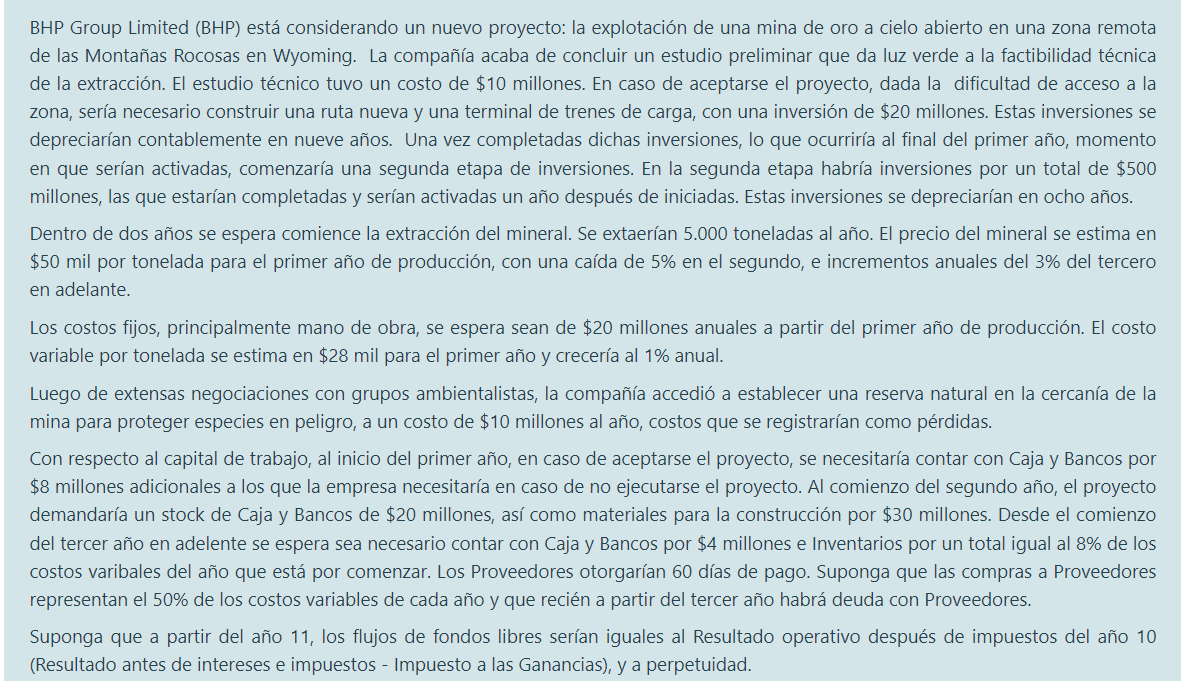 BHP Group Limited (BHP) está considerando un nuevo proyecto: la explotación de una mina de oro a cielo abierto en una zona remota
de las Montañas Rocosas en Wyoming. La compañía acaba de concluir un estudio preliminar que da luz verde a la factibilidad técnica
de la extracción. El estudio técnico tuvo un costo de $10 millones. En caso de aceptarse el proyecto, dada la dificultad de acceso a la
zona, sería necesario construir una ruta nueva y una terminal de trenes de carga, con una inversión de $20 millones. Estas inversiones se
depreciarían contablemente en nueve años. Una vez completadas dichas inversiones, lo que ocurriría al final del primer año, momento
en que serían activadas, comenzaría una segunda etapa de inversiones. En la segunda etapa habría inversiones por un total de $500
millones, las que estarían completadas y serían activadas un año después de iniciadas. Estas inversiones se depreciarían en ocho años.
Dentro de dos años se espera comience la extracción del mineral. Se extaerían 5.000 toneladas al año. El precio del mineral se estima en
$50 mil por tonelada para el primer año de producción, con una caída de 5% en el segundo, e incrementos anuales del 3% del tercero
en adelante.
Los costos fijos, principalmente mano de obra, se espera sean de $20 millones anuales a partir del primer año de producción. El costo
variable por tonelada se estima en $28 mil para el primer año y crecería al 1% anual.
Luego de extensas negociaciones con grupos ambientalistas, la compañía accedió a establecer una reserva natural en la cercanía de la
mina para proteger especies en peligro, a un costo de $10 millones al año, costos que se registrarían como pérdidas.
Con respecto al capital de trabajo, al inicio del primer año, en caso de aceptarse el proyecto, se necesitaría contar con Caja y Bancos por
$8 millones adicionales a los que la empresa necesitaría en caso de no ejecutarse el proyecto. Al comienzo del segundo año, el proyecto
demandaría un stock de Caja y Bancos de $20 millones, así como materiales para la construcción por $30 millones. Desde el comienzo
del tercer año en adelente se espera sea necesario contar con Caja y Bancos por $4 millones e Inventarios por un total igual al 8% de los
costos varibales del año que está por comenzar. Los Proveedores otorgarían 60 días de pago. Suponga que las compras a Proveedores
representan el 50% de los costos variables de cada año y que recién a partir del tercer año habrá deuda con Proveedores.
Suponga que a partir del año 11, los flujos de fondos libres serían iguales al Resultado operativo después de impuestos del año 10
(Resultado antes de intereses e impuestos - Impuesto a las Ganancias), y a perpetuidad.